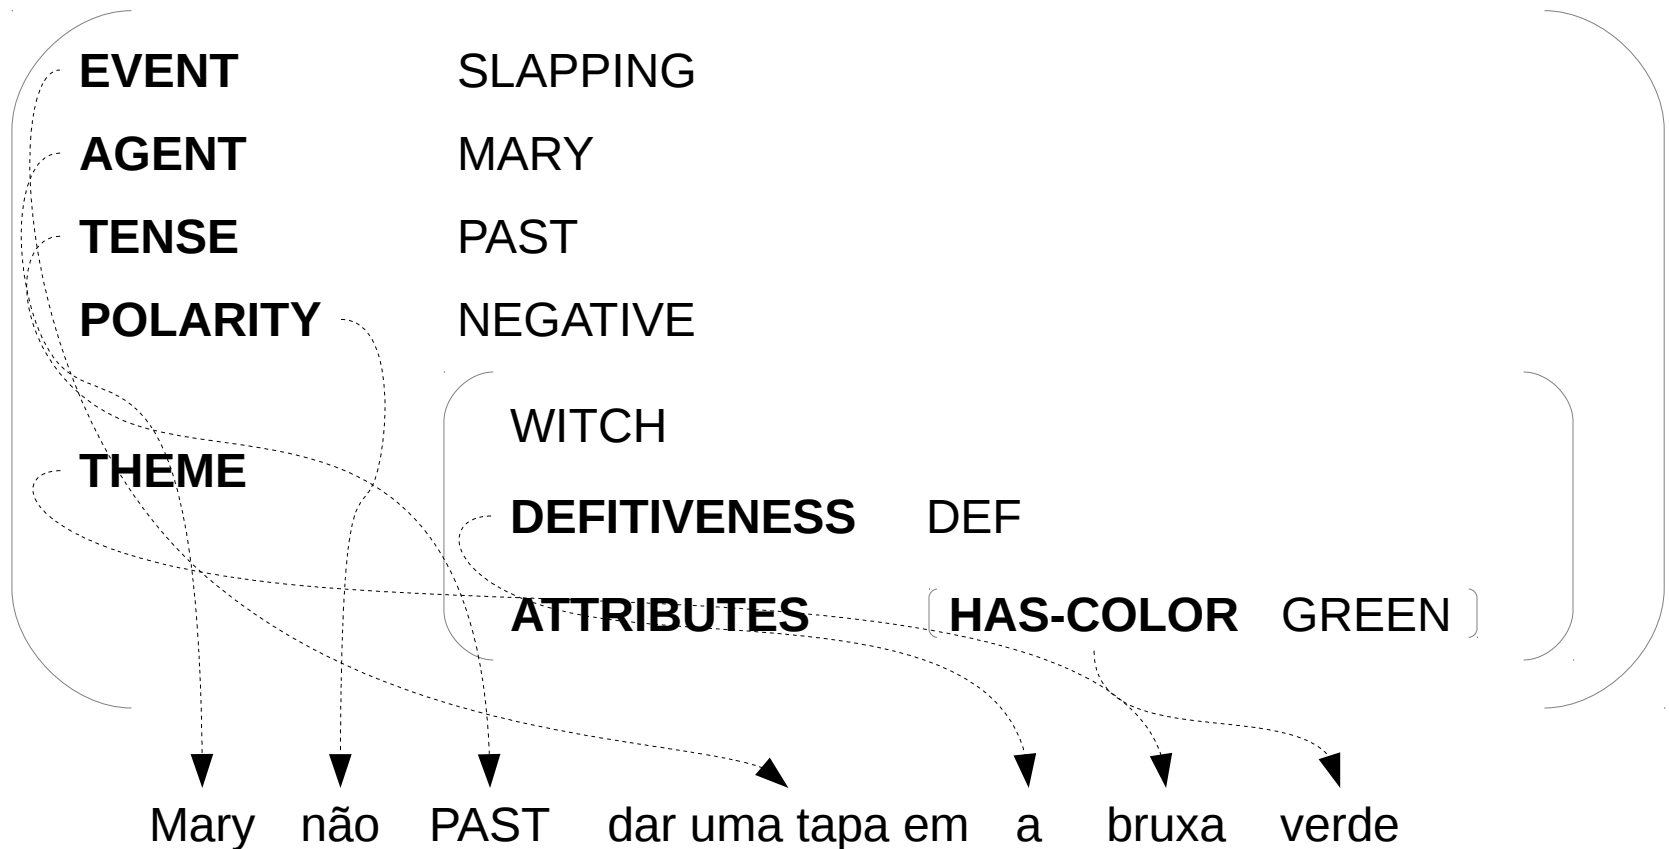 EVENT SLAPPING
AGENT MARY
TENSE PAST
POLARITY NEGATIVE
WITCH
THEME
DEFITIVENESS DEF
ATTRIBUTES HAS-COLOR GREEN
Mary não PAST dar uma tapa em a bruxa verde